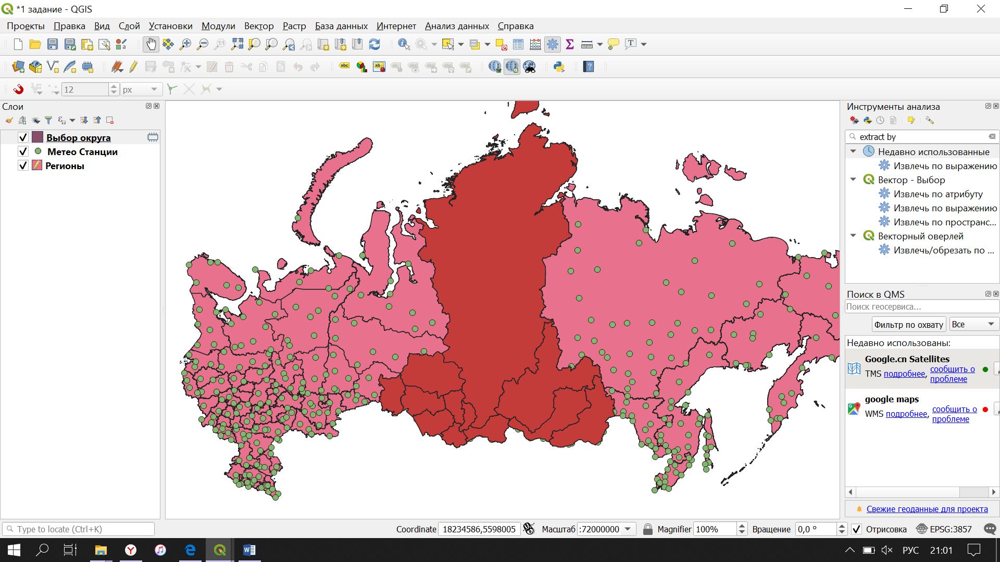 *1 задание - QGIS
Проекты Правка Вид Слой Установки Модули Вектор Растр База данных Интернет Анализ данных Справка
1:1
T
abc ab
12 px
Слои
Выбор округа
Метео Станции
Регионы
Инструменты анализа
extract by
Недавно использованные
Извлечь по выражению
Вектор - Выбор
Извлечь по атрибуту
Извлечь по выражению
Извлечь по пространс...
Векторный оверлей
Извлечь/обрезать по ...
Поиск в QMS
Поиск геосервиса...
Фильтр по охвату Все
Недавно использованы:
Google.cn Satellites
TMS подробнее, сообщить о
проблеме
google maps
WMS подробнее, сообщить о
проблеме
Свежие геоданные для проекта
Type to locate (Ctrl+K) Coordinate 18234586,5598005 Масштаб :72000000 Magnifier 100% Вращение 0,0 ° Отрисовка EPSG:3857
РУС 21:01